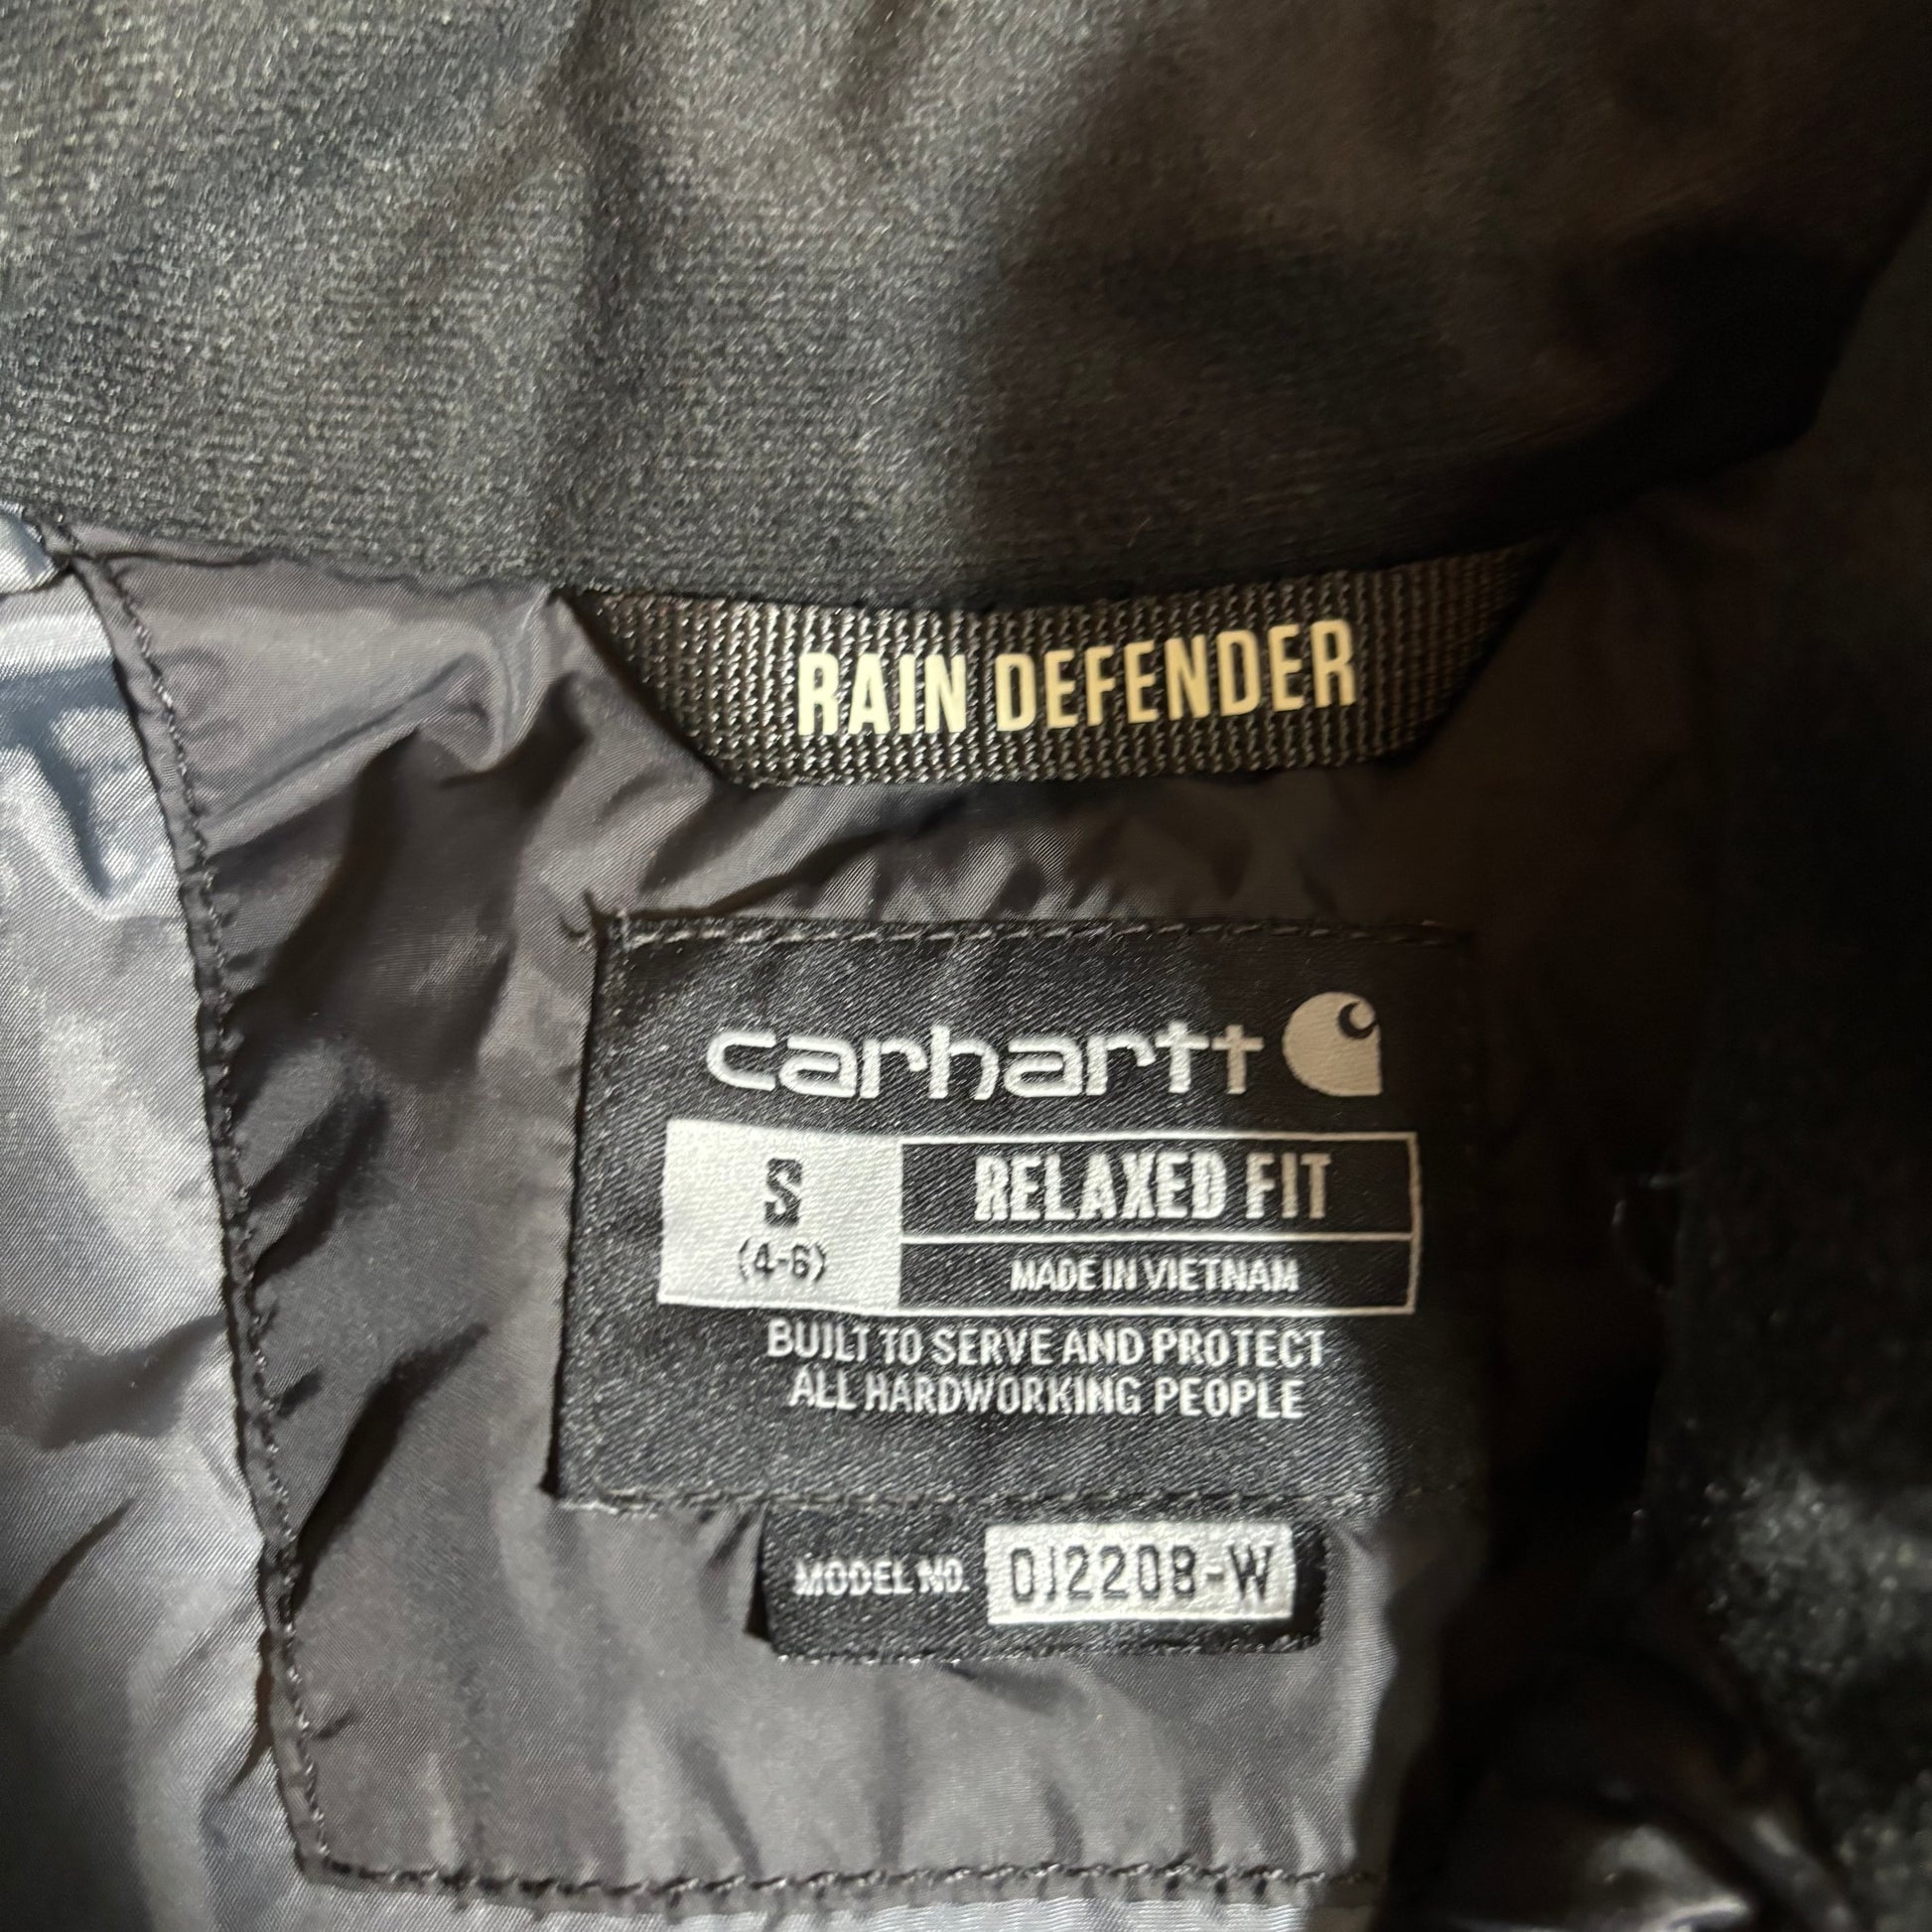 RAIN DEFENDER
carhartt
S
(4-6)
RELAXED FIT
MADE IN VIETNAM
BUILT TO SERVE AND PROTECT
ALL HARDWORKING PEOPLE
MODEL NO. OJ2208-W